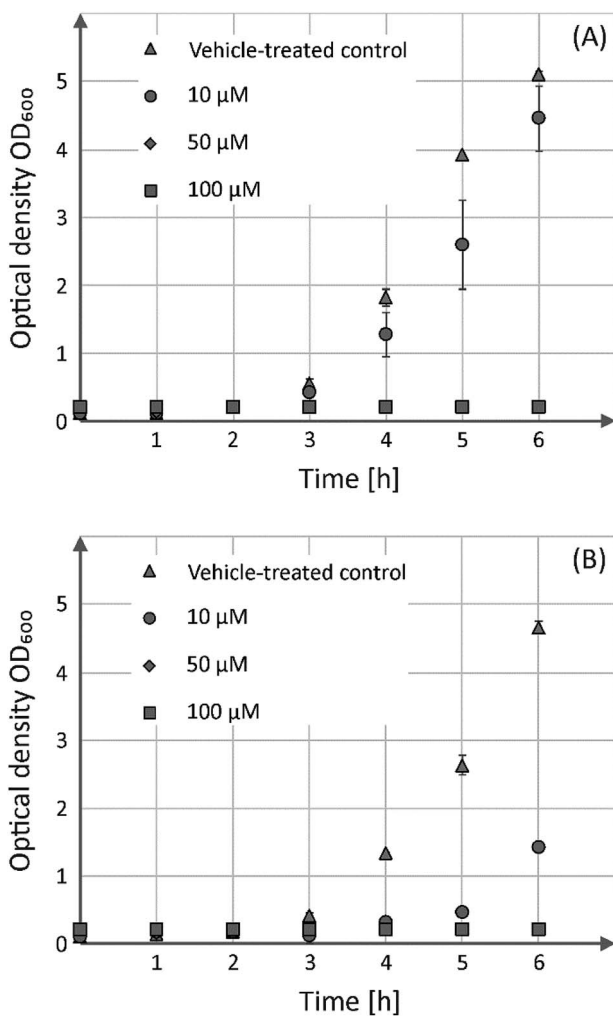 (A)
Vehicle-treated control
10 µM
50 µM
100 µM
Optical density OD₆₀₀
5
4
3
2
1
0
1 2 3 4 5 6
Time [h]
(B)
Vehicle-treated control
10 µM
50 µM
100 µM
Optical density OD₆₀₀
5
4
3
2
1
0
1 2 3 4 5 6
Time [h]